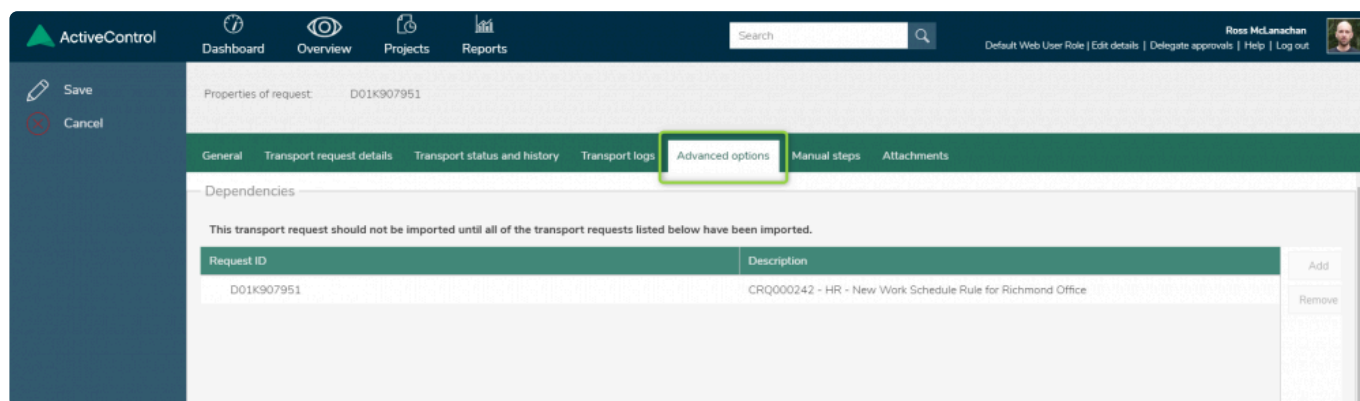 ActiveControl
Dashboard Overview Projects Reports
Search
Ross McLanachan
Default Web User Role | Edit details | Delegate approvals | Help | Log out
Save
Cancel
Properties of request: D01K907951
General Transport request details Transport status and history Transport logs Advanced options Manual steps Attachments
Dependencies
This transport request should not be imported until all of the transport requests listed below have been imported.
Request ID Description
Add
D01K907951 CRQ000242 - HR - New Work Schedule Rule for Richmond Office
Remove